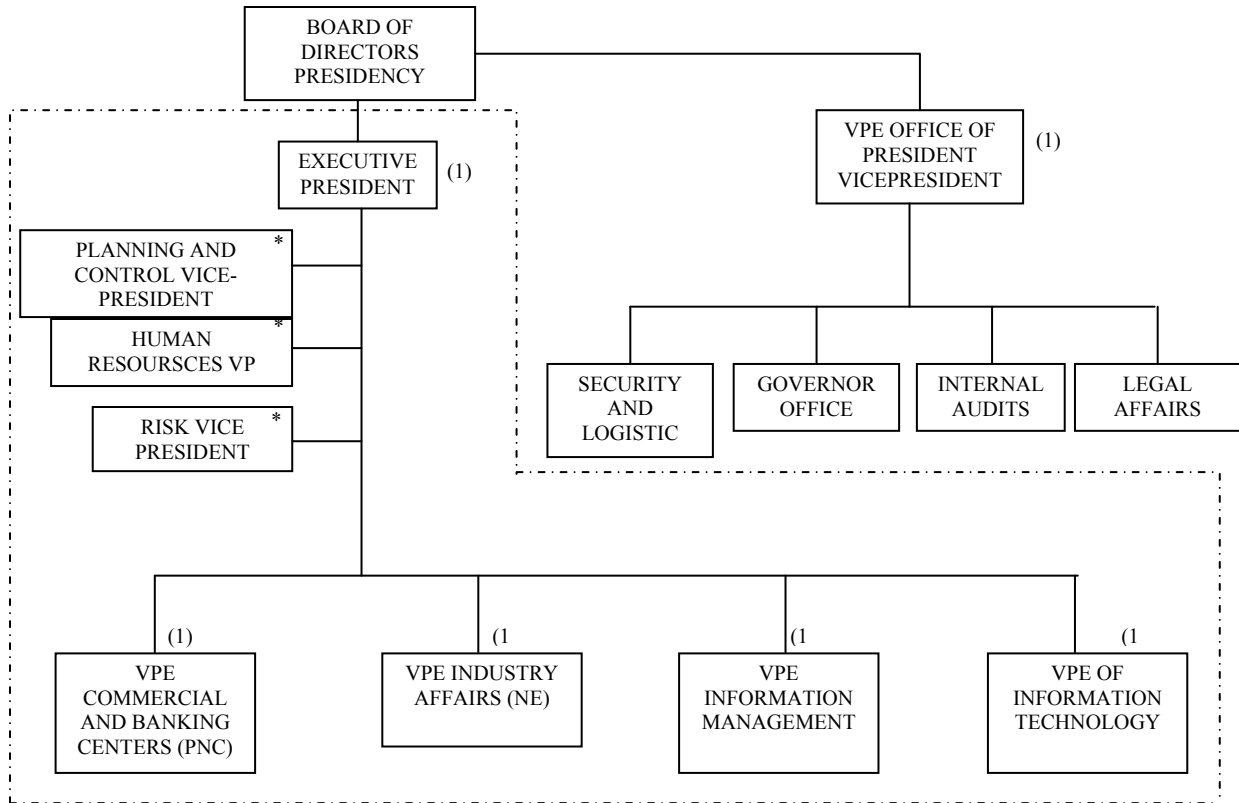 BOARD OF
DIRECTORS
PRESIDENCY
VPE OFFICE OF
PRESIDENT
VICEPRESIDENT
(1)
EXECUTIVE
PRESIDENT
(1)
PLANNING AND
CONTROL VICE-
PRESIDENT
*
HUMAN
RESOURSCES VP
*
RISK VICE
PRESIDENT
*
SECURITY
AND
LOGISTIC
GOVERNOR
OFFICE
INTERNAL
AUDITS
LEGAL
AFFAIRS
(1)
VPE
COMMERCIAL
AND BANKING
CENTERS (PNC)
(1
VPE INDUSTRY
AFFAIRS (NE)
(1
VPE
INFORMATION
MANAGEMENT
(1
VPE OF
INFORMATION
TECHNOLOGY